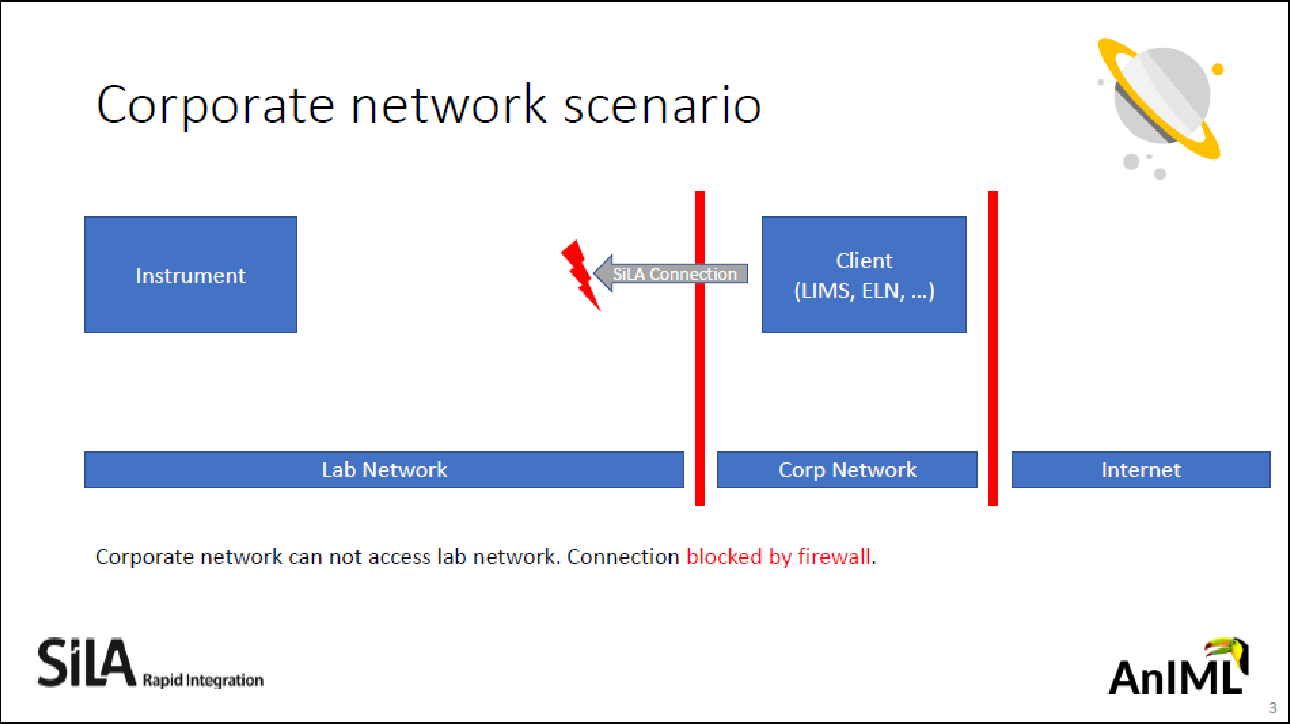 Corporate network scenario
Instrument
SiLA Connection
Client
(LIMS, ELN, ...)
Lab Network
Corp Network
Internet
Corporate network can not access lab network. Connection blocked by firewall.
SiLA Rapid Integration
AnIML
3